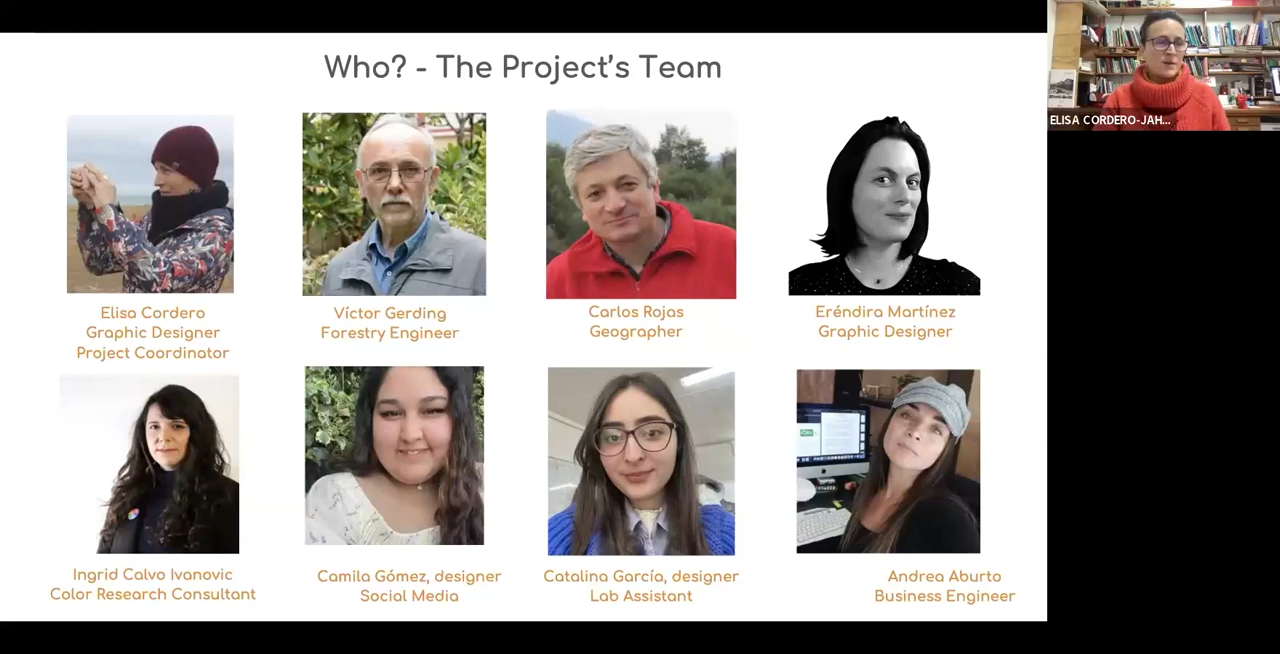 Who? - The Project's Team
ELISA CORDERO-JAH...
Elisa Cordero
Graphic Designer
Project Coordinator
Víctor Gerding
Forestry Engineer
Carlos Rojas
Geographer
Eréndira Martínez
Graphic Designer
Ingrid Calvo Ivanovic
Color Research Consultant
Camila Gómez, designer
Social Media
Catalina García, designer
Lab Assistant
Andrea Aburto
Business Engineer